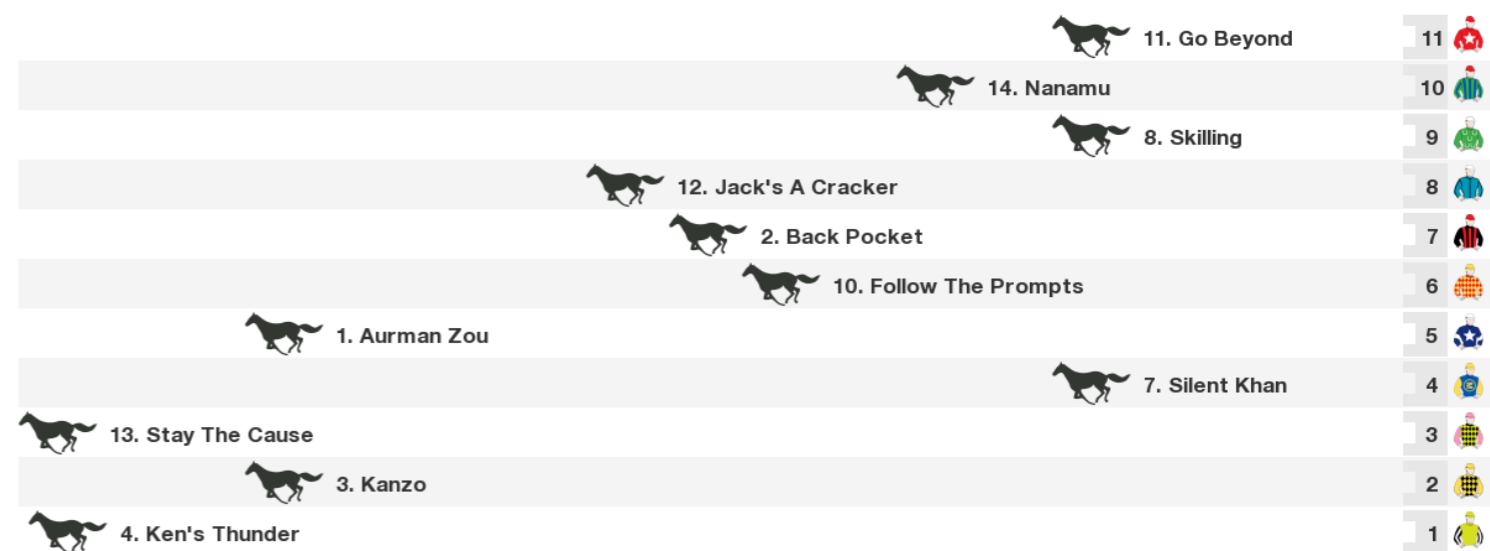 11. Go Beyond 11
14. Nanamu 10
8. Skilling 9
12. Jack's A Cracker 8
2. Back Pocket 7
10. Follow The Prompts 6
1. Aurman Zou 5
7. Silent Khan 4
13. Stay The Cause 3
3. Kanzo 2
4. Ken's Thunder 1